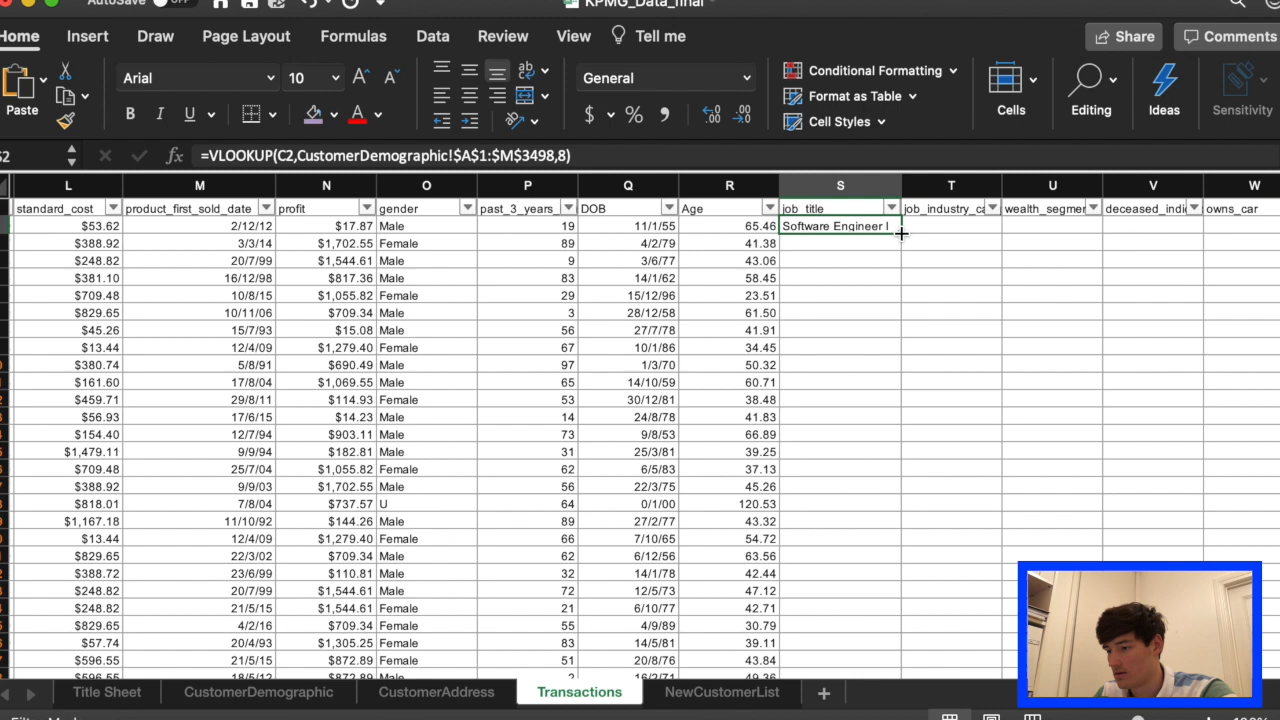 AutoSave OFF KPMG_Data_final
Home Insert Draw Page Layout Formulas Data Review View Tell me Share Comments
Paste Arial 10 General Conditional Formatting Format as Table Cell Styles Cells Editing Ideas Sensitivity
fx =VLOOKUP(C2,CustomerDemographic!$A$1:$M$3498,8)
L M N O P Q R S T U V W
standard_cost product_first_sold_date profit gender past_3_years_ DOB Age job_title job_industry_ca wealth_segmen deceased_indi owns_car
$53.62 2/12/12 $17.87 Male 19 11/1/55 65.46 Software Engineer I
$388.92 3/3/14 $1,702.55 Female 89 4/2/79 41.38
$248.82 20/7/99 $1,544.61 Male 9 3/6/77 43.06
$381.10 16/12/98 $817.36 Male 83 14/1/62 58.45
$709.48 10/8/15 $1,055.82 Female 29 15/12/96 23.51
$829.65 10/11/06 $709.34 Male 3 28/12/58 61.50
$45.26 15/7/93 $15.08 Male 56 27/7/78 41.91
$13.44 12/4/09 $1,279.40 Female 67 10/1/86 34.45
$380.74 5/8/91 $690.49 Male 97 1/3/70 50.32
$161.60 17/8/04 $1,069.55 Male 65 14/10/59 60.71
$459.71 29/8/11 $114.93 Female 53 30/12/81 38.48
$56.93 17/6/15 $14.23 Male 14 24/8/78 41.83
$154.40 12/7/94 $903.11 Male 73 9/8/53 66.89
$1,479.11 9/9/94 $182.81 Male 31 25/3/81 39.25
$709.48 25/7/04 $1,055.82 Female 62 6/5/83 37.13
$388.92 9/9/03 $1,702.55 Male 56 22/3/75 45.26
$818.01 7/8/04 $737.57 U 64 0/1/00 120.53
$1,167.18 11/10/92 $144.26 Male 89 27/2/77 43.32
$13.44 12/4/09 $1,279.40 Female 66 7/10/65 54.72
$829.65 22/3/02 $709.34 Male 62 6/12/56 63.56
$388.72 23/6/99 $110.81 Male 32 14/1/78 42.44
$248.82 20/7/99 $1,544.61 Male 72 12/5/73 47.12
$248.82 21/5/15 $1,544.61 Female 21 6/10/77 42.71
$829.65 4/2/16 $709.34 Female 55 4/9/89 30.79
$57.74 20/4/93 $1,305.25 Female 83 14/5/81 39.11
$596.55 21/5/15 $872.89 Female 51 20/8/76 43.84
Title Sheet CustomerDemographic CustomerAddress Transactions NewCustomerList